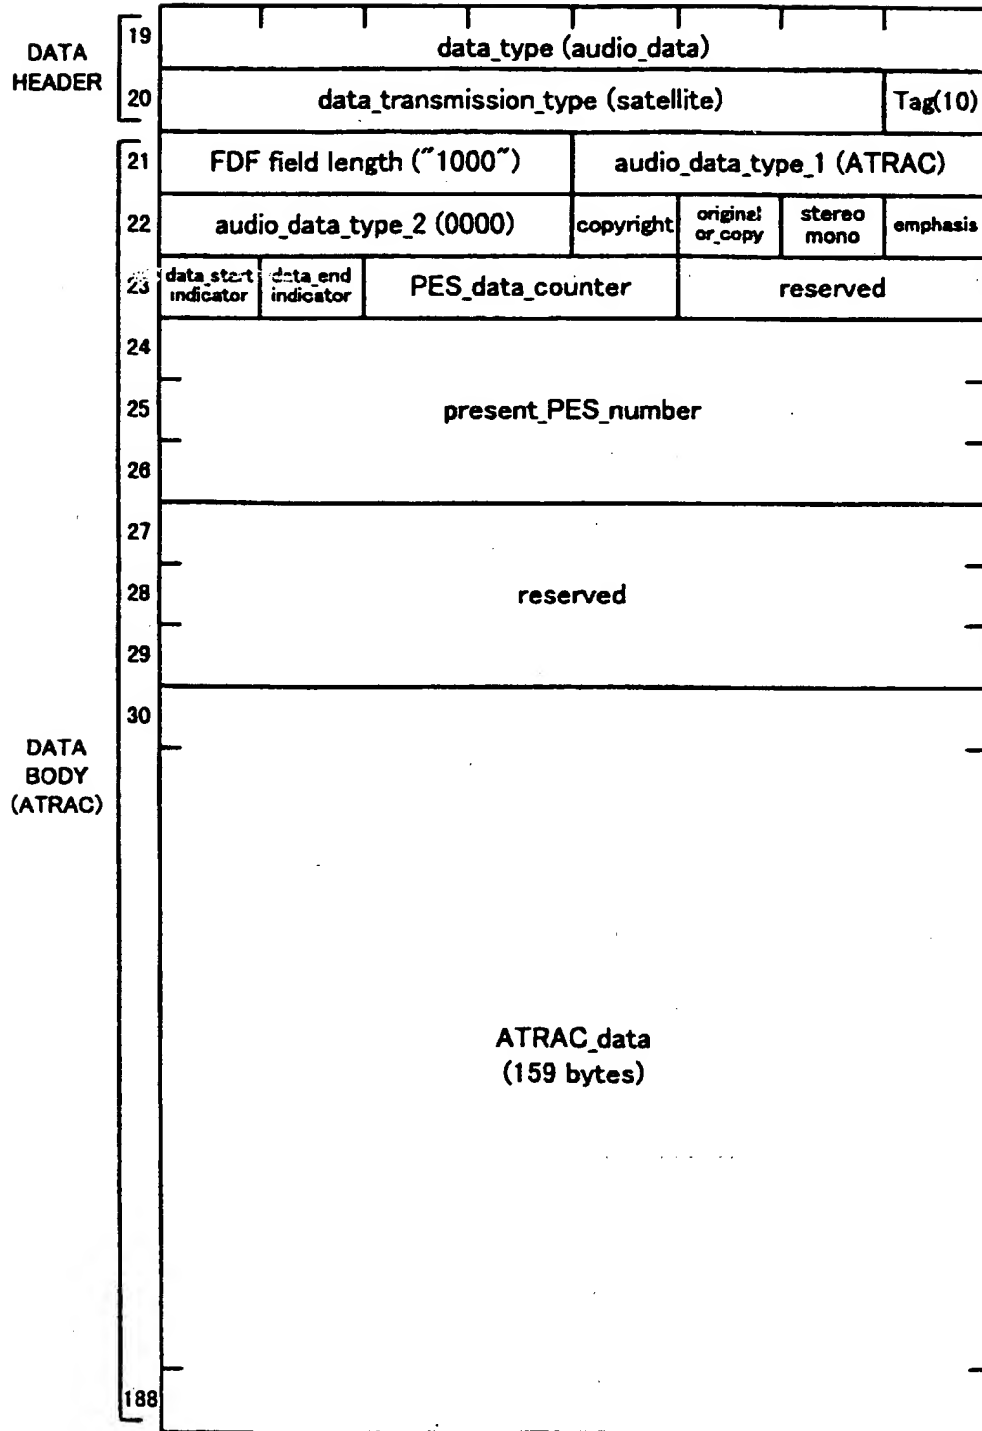 DATA
HEADER
19
data_type (audio_data)
20
data_transmission_type (satellite)
Tag(10)
21
FDF field length ("1000")
audio_data_type_1 (ATRAC)
22
audio_data_type_2 (0000)
copyright
original
or_copy
stereo
mono
emphasis
23
data_start
indicator
data_end
indicator
PES_data_counter
reserved
24
25
present_PES_number
26
27
28
reserved
29
30
DATA
BODY
(ATRAC)
ATRAC_data
(159 bytes)
188